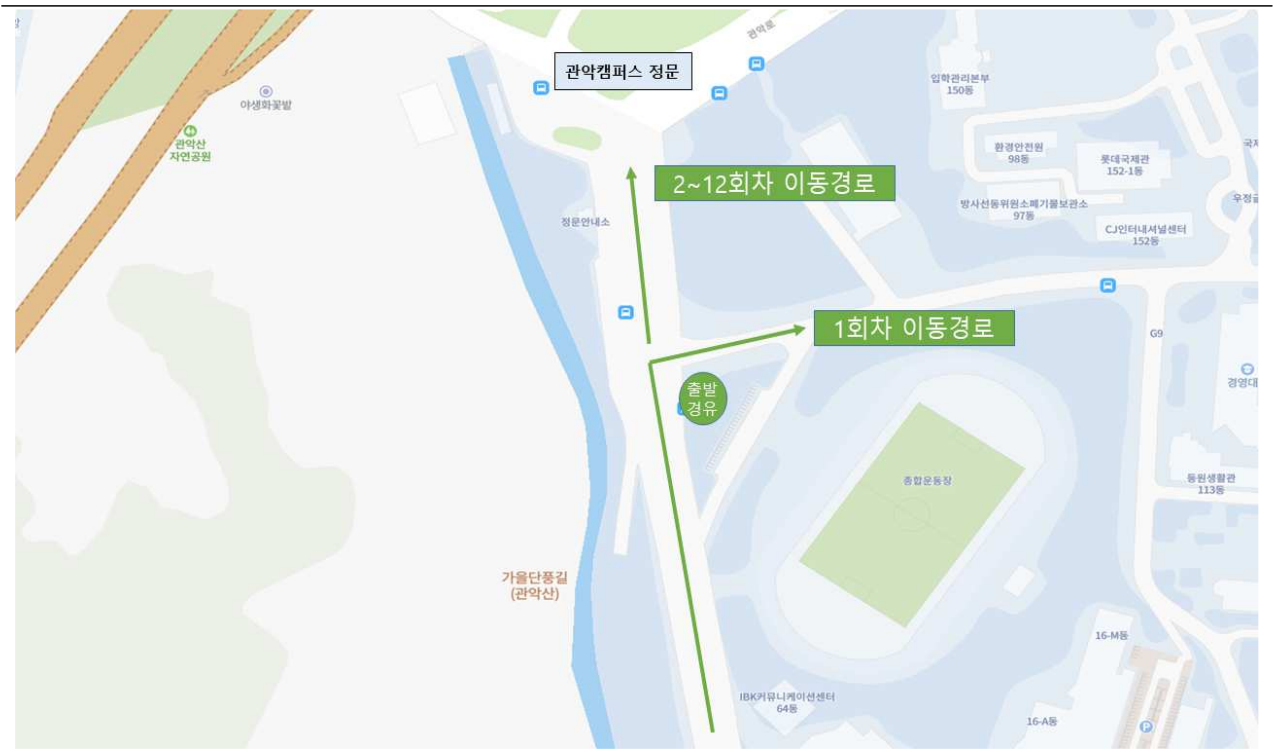 관악로
관악캠퍼스 정문
입학관리본부
150동
야생화꽃밭
관악산
자연공원
환경안전원
98동
롯데국제관
152-1동
2~12회차 이동경로
방사선동위원소폐기물보관소
97동
정문안내소
CJ인터내셔널센터
152동
1회차 이동경로
G9
출발
경유
경영대
종합운동장
동원생활관
113동
가을단풍길
(관악산)
16-M동
IBK커뮤니케이션센터
64동
16-A동
P